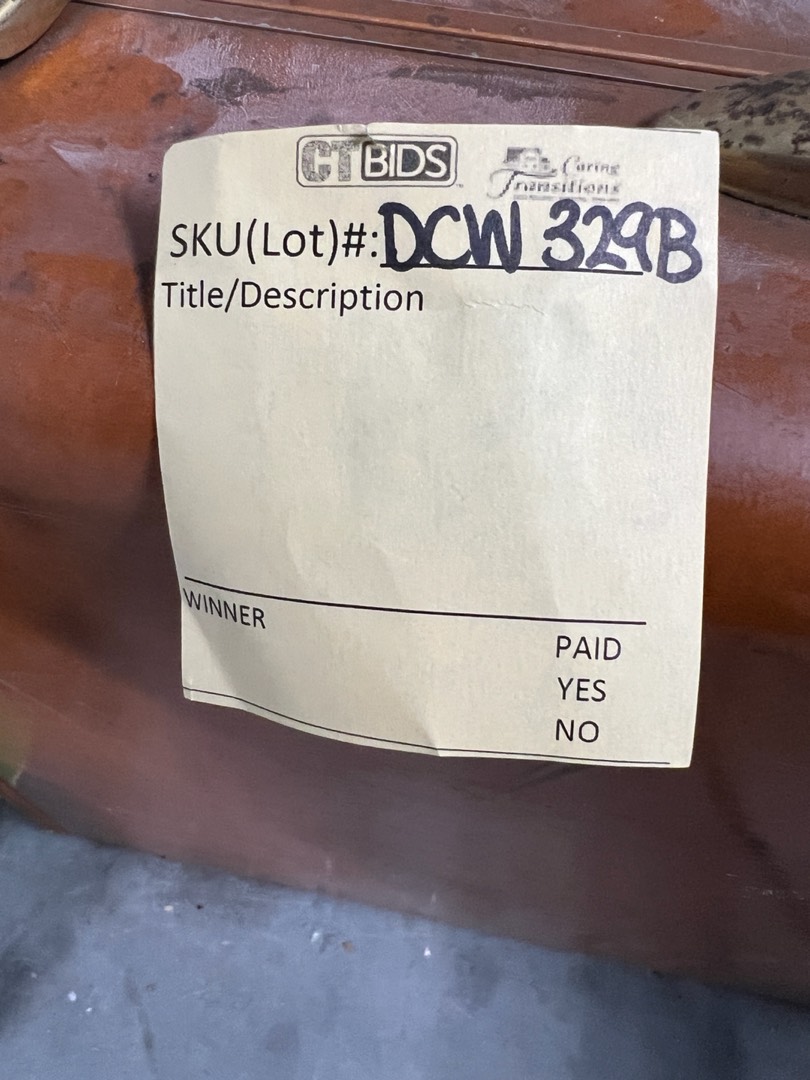 CTBIDS
Caring
Transitions
SKU(Lot)#: DCW 329B
Title/Description
WINNER
PAID
YES
NO